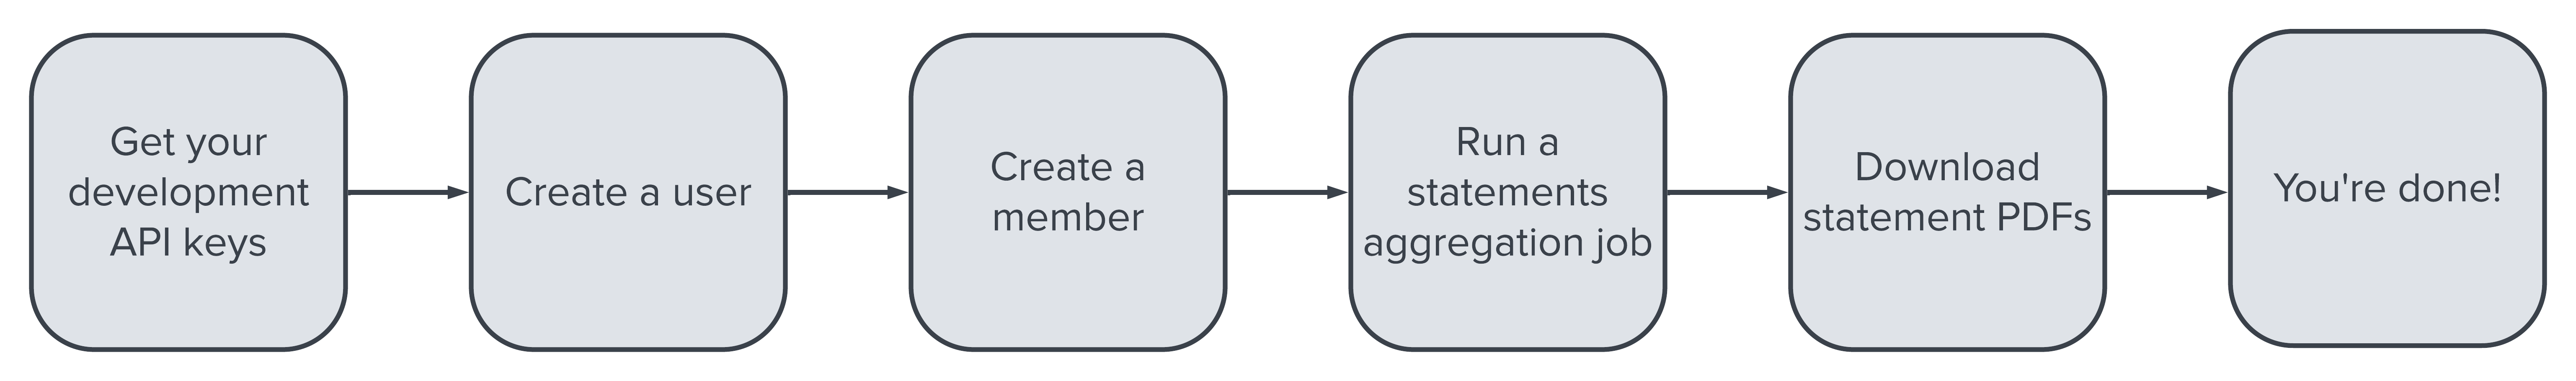 Get your
development
API keys
Create a user
Create a
member
Run a
statements
aggregation job
Download
statement PDFs
You're done!